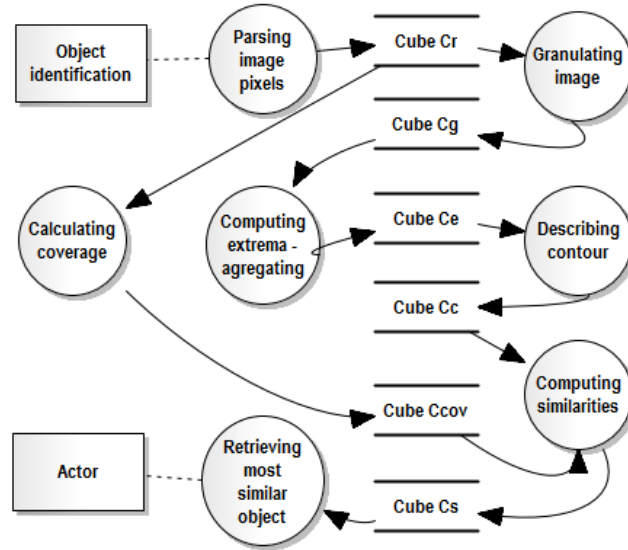 Object
identification
Parsing
image
pixels
Cube Cr
Granulating
image
Cube Cg
Calculating
coverage
Computing
extrema -
agregating
Cube Ce
Describing
contour
Cube Cc
Computing
similarities
Cube Ccov
Actor
Retrieving
most
similar
object
Cube Cs